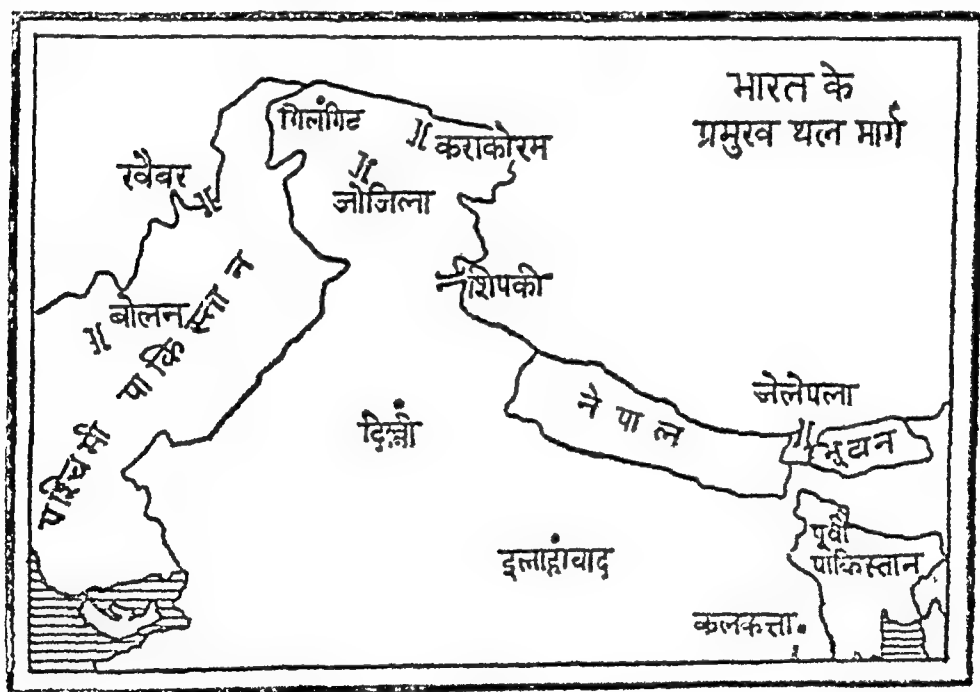 भारत के
प्रमुख थल मार्ग
गिलगिट
कराकोरम
खैबर
जोजिला
शिपकी
बोलन
पश्चिमी पाकिस्तान
जेलेपला
नेपाल
भूटान
दिल्ली
पूर्वी
पाकिस्तान
इलाहाबाद
कलकत्ता